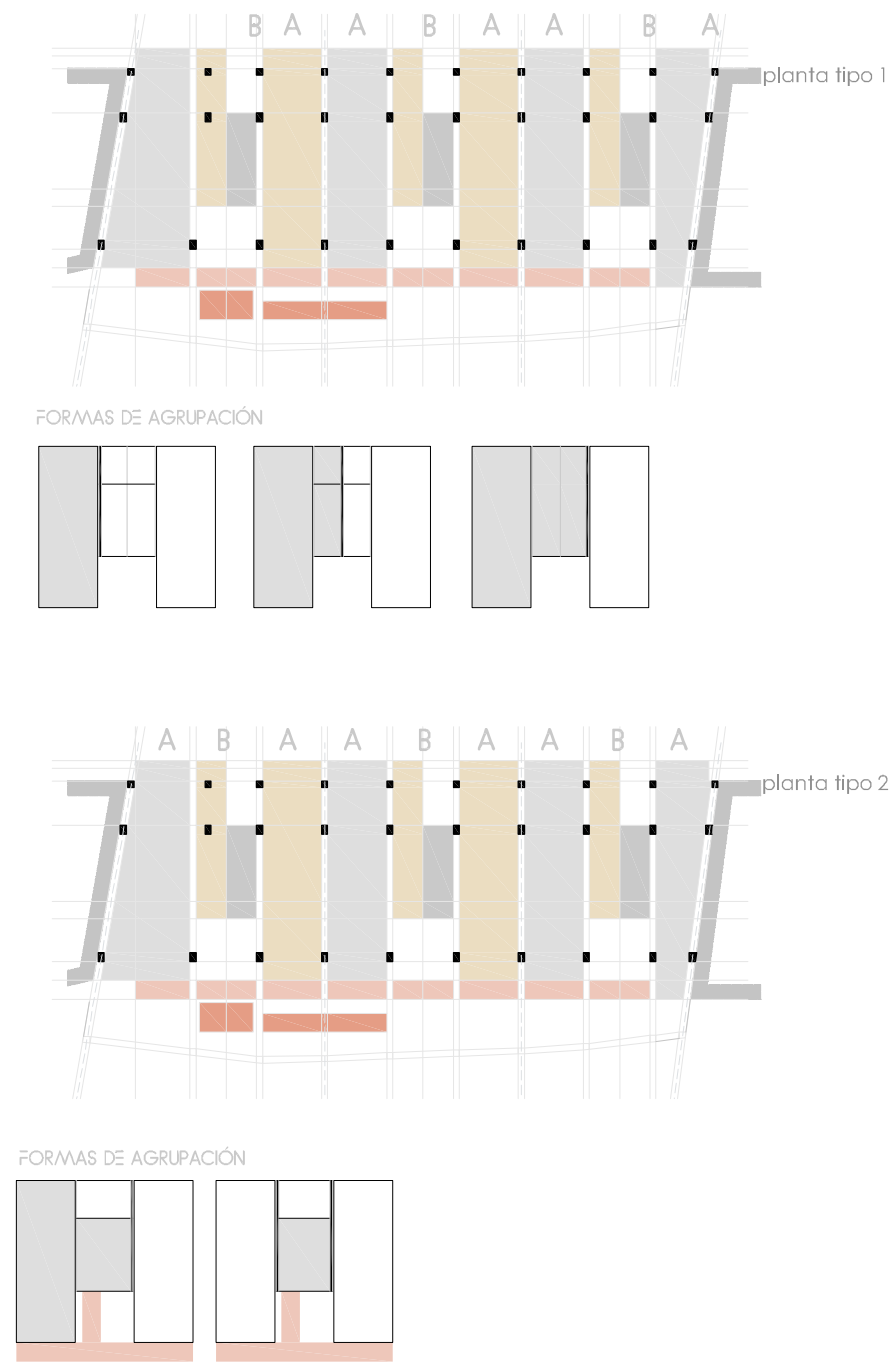 B A A B A A B A
planta tipo 1
FORMAS DE AGRUPACIÓN
A B A A B A A B A
planta tipo 2
FORMAS DE AGRUPACIÓN